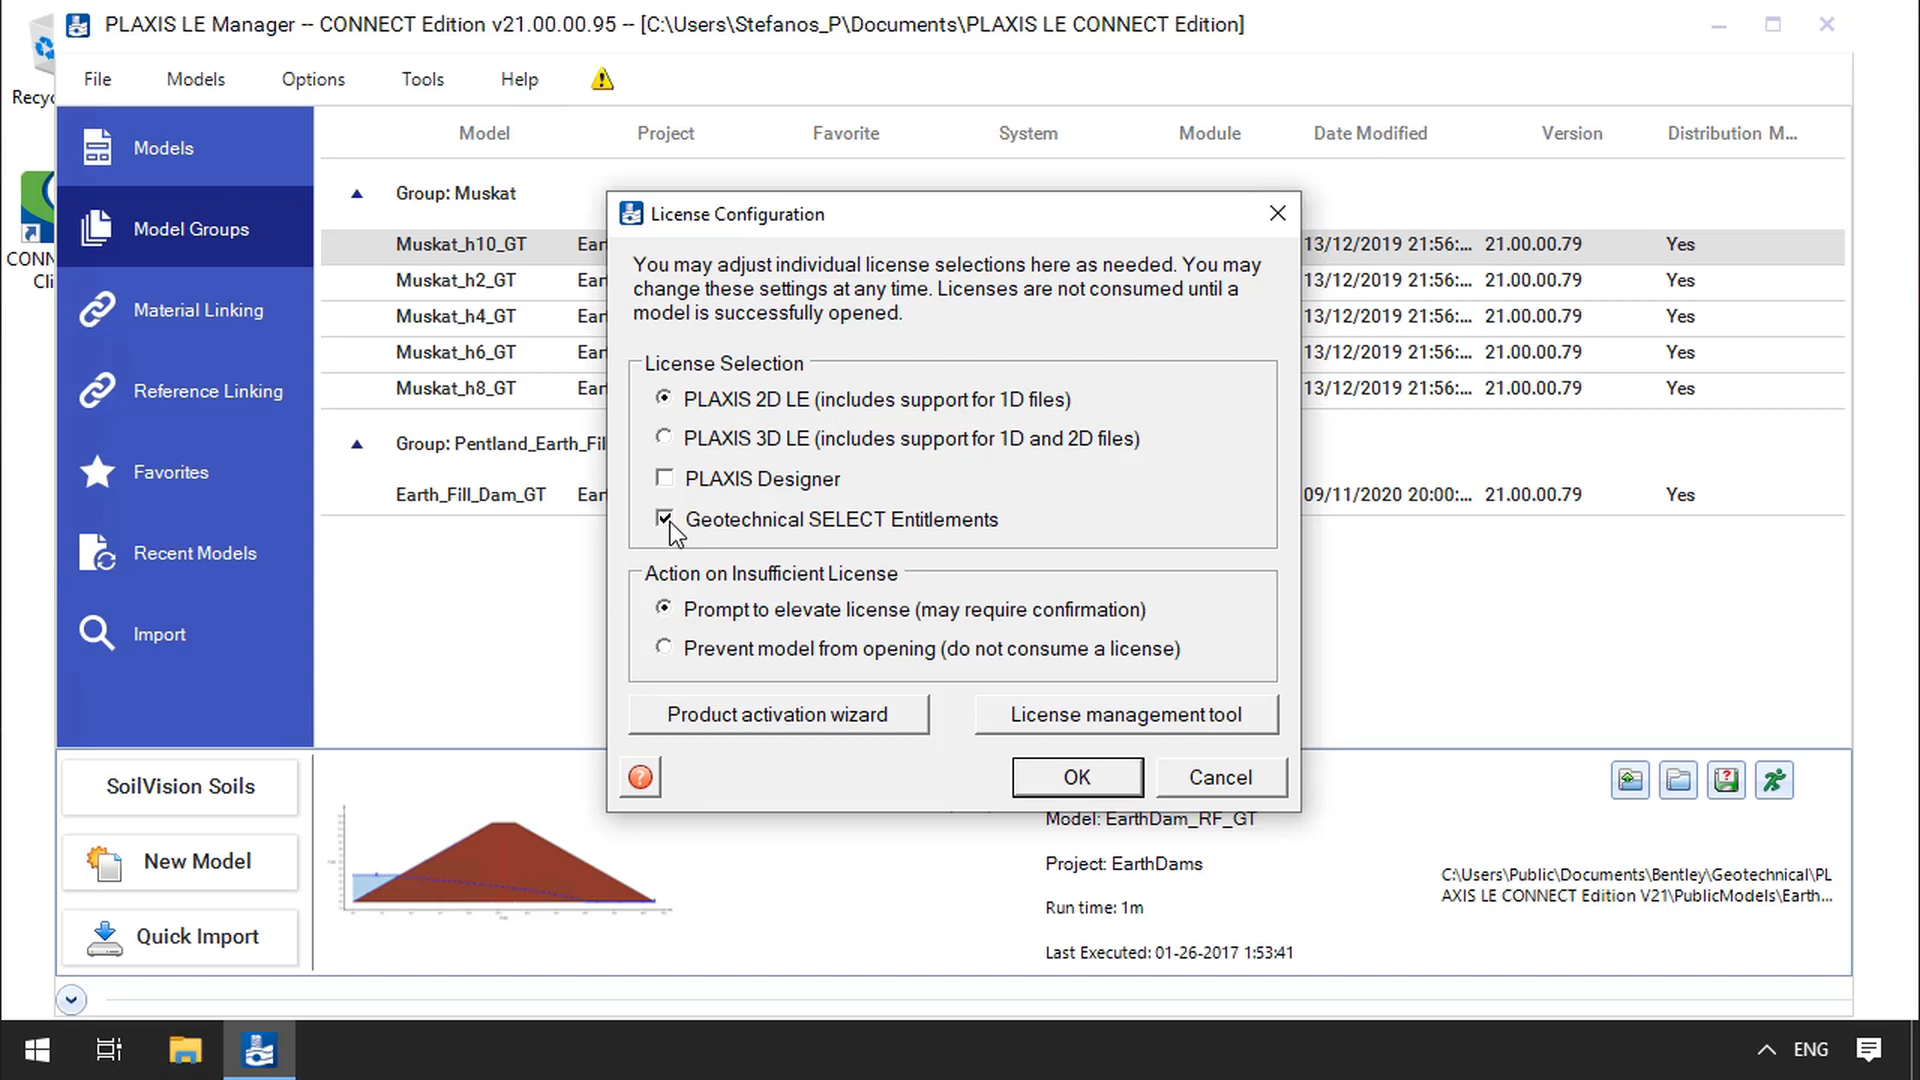 PLAXIS LE Manager -- CONNECT Edition v21.00.00.95 -- [C:\Users\Stefanos_P\Documents\PLAXIS LE CONNECT Edition]
Recyc
CONN
Cli
File Models Options Tools Help
Models
Model Groups
Material Linking
Reference Linking
Favorites
Recent Models
Import
Model Project Favorite System Module Date Modified Version Distribution M...
Group: Muskat
Muskat_h10_GT Ear 13/12/2019 21:56:... 21.00.00.79 Yes
Muskat_h2_GT Ear 13/12/2019 21:56:... 21.00.00.79 Yes
Muskat_h4_GT Ear 13/12/2019 21:56:... 21.00.00.79 Yes
Muskat_h6_GT Ear 13/12/2019 21:56:... 21.00.00.79 Yes
Muskat_h8_GT Ear 13/12/2019 21:56:... 21.00.00.79 Yes
Group: Pentland_Earth_Fil
Earth_Fill_Dam_GT Ear 09/11/2020 20:00:... 21.00.00.79 Yes
License Configuration
You may adjust individual license selections here as needed. You may
change these settings at any time. Licenses are not consumed until a
model is successfully opened.
License Selection
PLAXIS 2D LE (includes support for 1D files)
PLAXIS 3D LE (includes support for 1D and 2D files)
PLAXIS Designer
Geotechnical SELECT Entitlements
Action on Insufficient License
Prompt to elevate license (may require confirmation)
Prevent model from opening (do not consume a license)
Product activation wizard License management tool
OK Cancel
SoilVision Soils
New Model
Quick Import
Model: EarthDam_RF_GT
Project: EarthDams
Run time: 1m
Last Executed: 01-26-2017 1:53:41
C:\Users\Public\Documents\Bentley\Geotechnical\PL
AXIS LE CONNECT Edition V21\PublicModels\Earth...
ENG